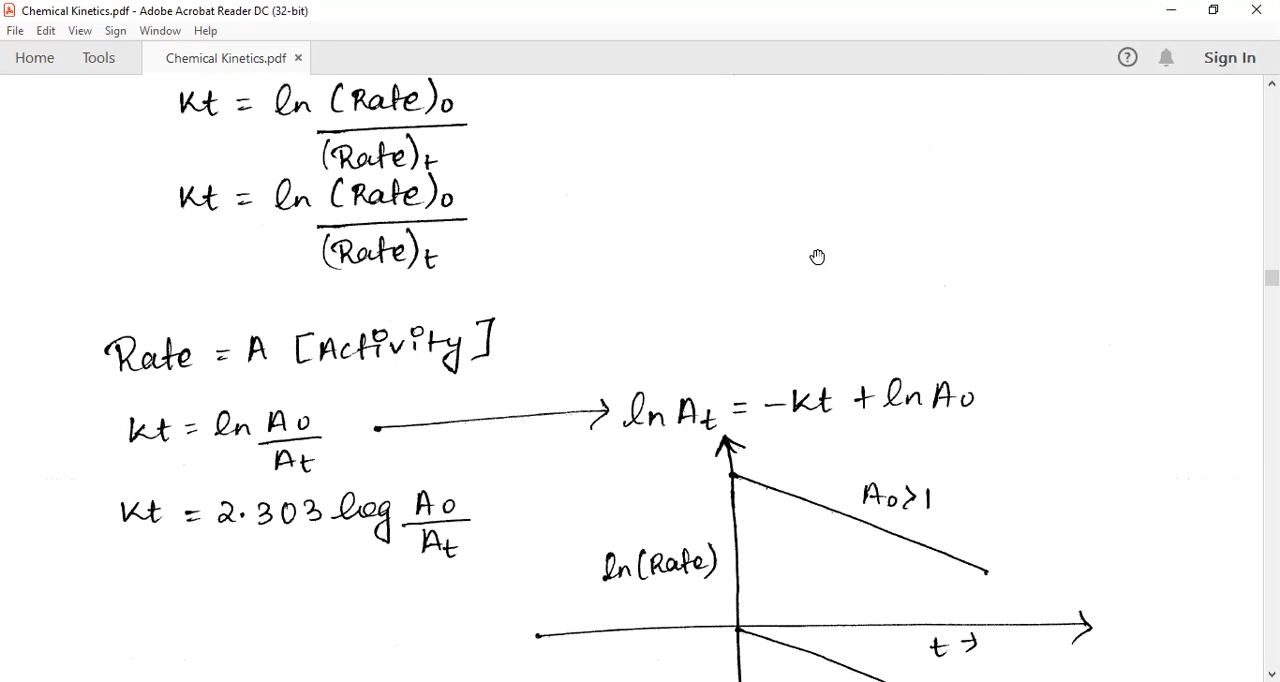 Chemical Kinetics.pdf - Adobe Acrobat Reader DC (32-bit)
File Edit View Sign Window Help
Home Tools Chemical Kinetics.pdf × ? Sign In
Kt = ln (Rate)₀
(Rate)t
Kt = ln (Rate)₀
(Rate)t
Rate = A [Activity]
Kt = ln A₀
At
ln At = -Kt + ln A₀
Kt = 2.303 log A₀
At
A₀ > 1
ln (Rate)
t →